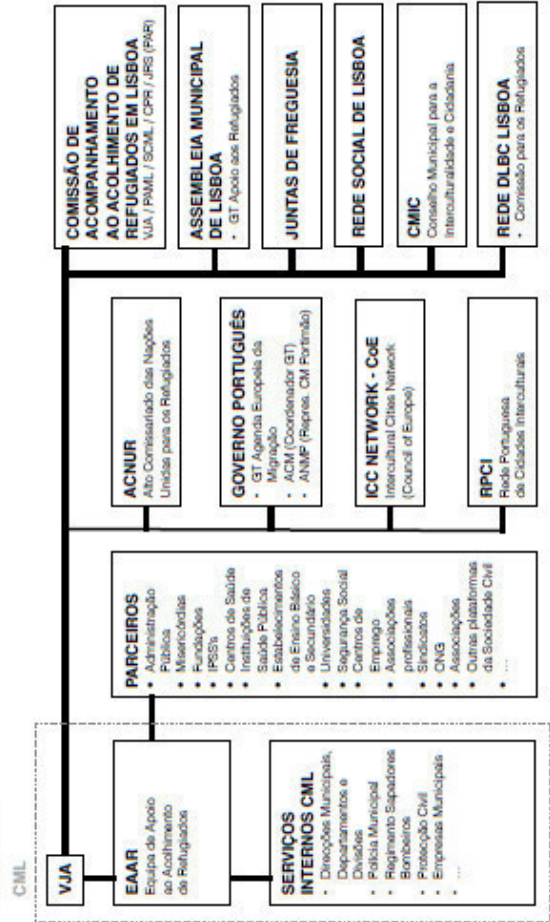 CML
VJA
EAAR
Equipa de Apoio
ao Acolhimento
de Refugiados
SERVIÇOS
INTERNOS CML
• Direcções Municipais,
Departamentos e
Divisões
• Polícia Municipal
• Regimento Sapadores
Bombeiros
• Protecção Civil
• Empresas Municipais
• ...
PARCEIROS
• Administração
Pública
• Misericórdias
• Fundações
• IPSS's
• Centros de Saúde
• Instituições de
Saúde Pública
• Estabelecimentos
de Ensino Básico
e Secundário
• Universidades
• Segurança Social
• Centros de
Emprego
• Associações
profissionais
• Sindicatos
• ONG
• Associações
• Outras plataformas
da Sociedade Civil
• ...
ACNUR
Alto Comissariado das Nações
Unidas para os Refugiados
GOVERNO PORTUGUÊS
• GT Agenda Europeia da
Migração
• ACM (Coordenador GT)
• ANMP (Repres. CM Portimão)
ICC NETWORK - CoE
Intercultural Cities Network
(Council of Europe)
RPCI
Rede Portuguesa
de Cidades Interculturais
COMISSÃO DE
ACOMPANHAMENTO
AO ACOLHIMENTO DE
REFUGIADOS EM LISBOA
VJA / PAML / SCML / CPR / JRS (PAR)
ASSEMBLEIA MUNICIPAL
DE LISBOA
• GT Apoio aos Refugiados
JUNTAS DE FREGUESIA
REDE SOCIAL DE LISBOA
CMIC
Conselho Municipal para a
Interculturalidade e Cidadania
REDE DLBC LISBOA
• Comissão para os Refugiados